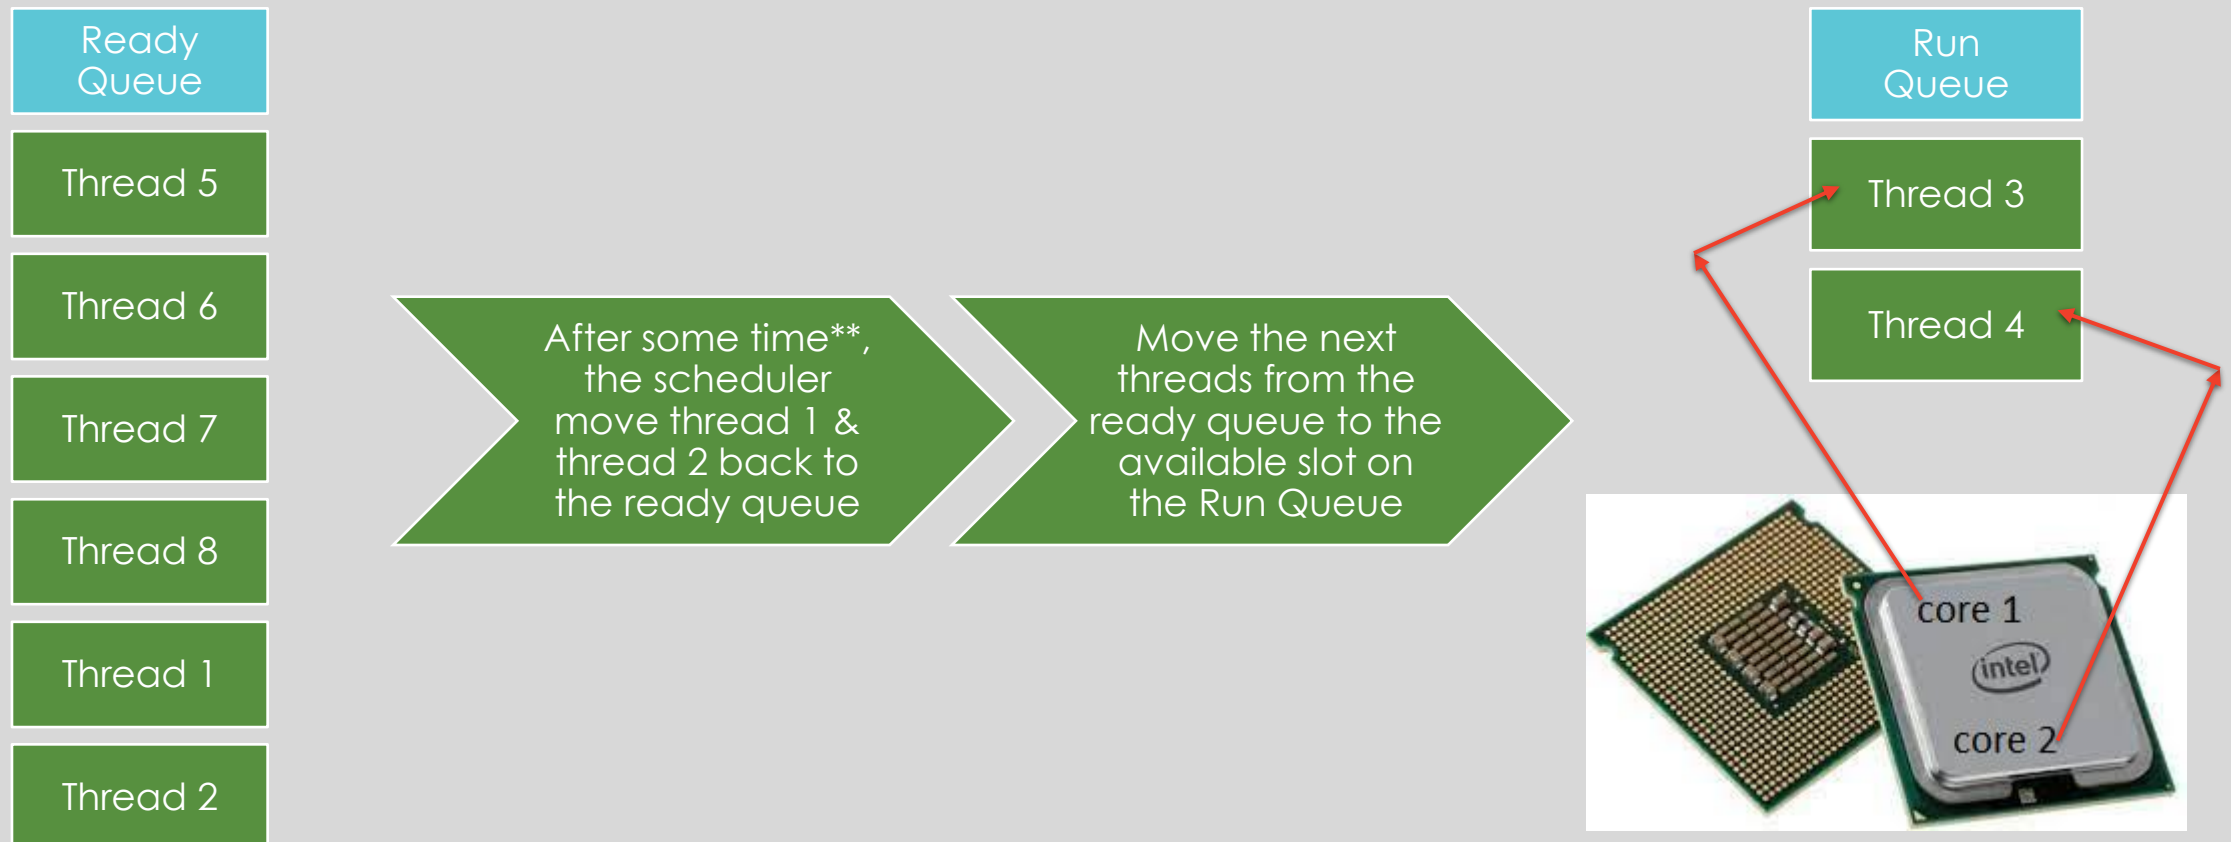 Ready
Queue
Thread 5
Thread 6
Thread 7
Thread 8
Thread 1
Thread 2
After some time**,
the scheduler
move thread 1 &
thread 2 back to
the ready queue
Move the next
threads from the
ready queue to the
available slot on
the Run Queue
Run
Queue
Thread 3
Thread 4
core 1
intel
core 2